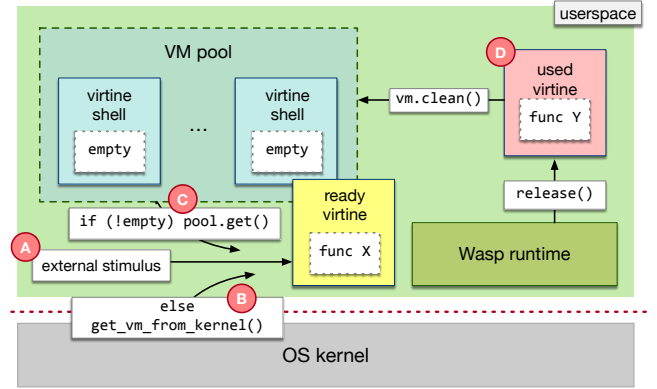 userspace
VM pool
virtine
shell
empty
...
virtine
shell
empty
D
used
virtine
func Y
vm.clean()
release()
Wasp runtime
C
if (!empty) pool.get()
ready
virtine
func X
A
external stimulus
B
else
get_vm_from_kernel()
OS kernel